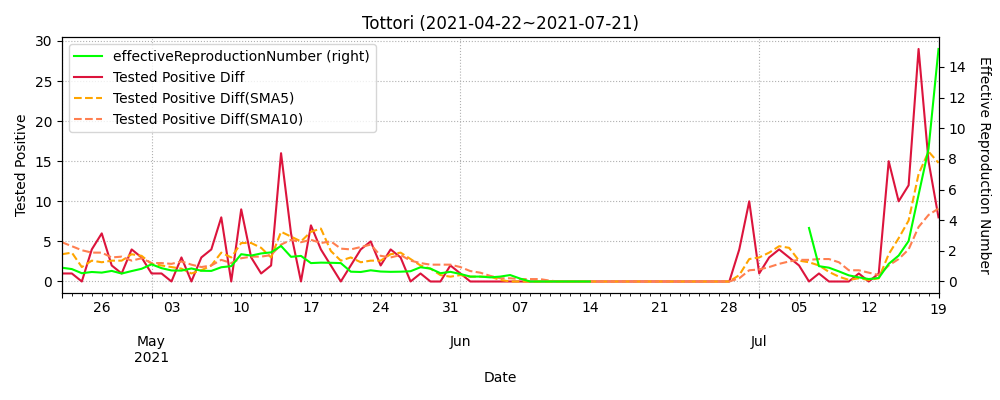 Tottori (2021-04-22~2021-07-21)
effectiveReproductionNumber (right)
Tested Positive Diff
Tested Positive Diff(SMA5)
Tested Positive Diff(SMA10)
Tested Positive
30
25
20
15
10
5
0
14
12
10
8
6
4
2
0
Effective Reproduction Number
26 03 10 17 24 31 07 14 21 28 05 12 19
May Jun Jul
2021
Date